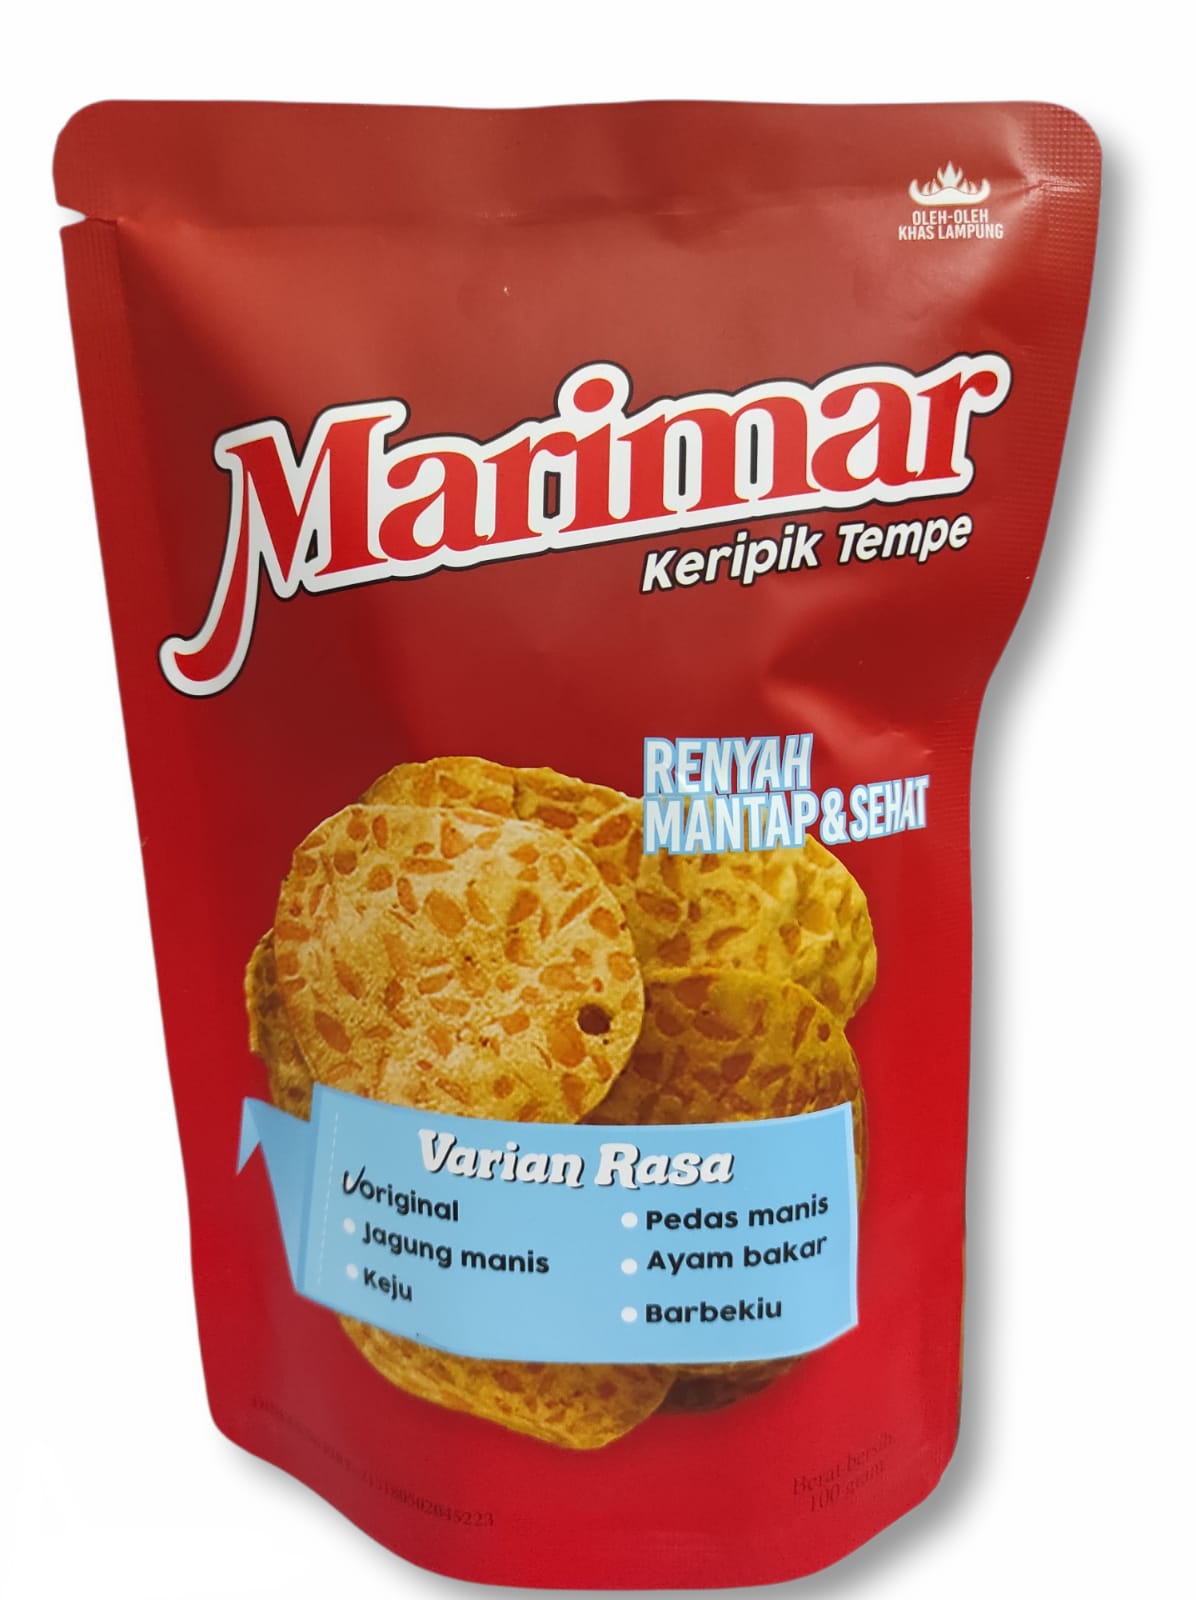 OLEH-OLEH
KHAS LAMPUNG
Marimar
Keripik Tempe
RENYAH
MANTAP & SEHAT
Varian Rasa
original
Jagung manis
Keju
Pedas manis
Ayam bakar
Barbekiu
Berat bersih
100 gram